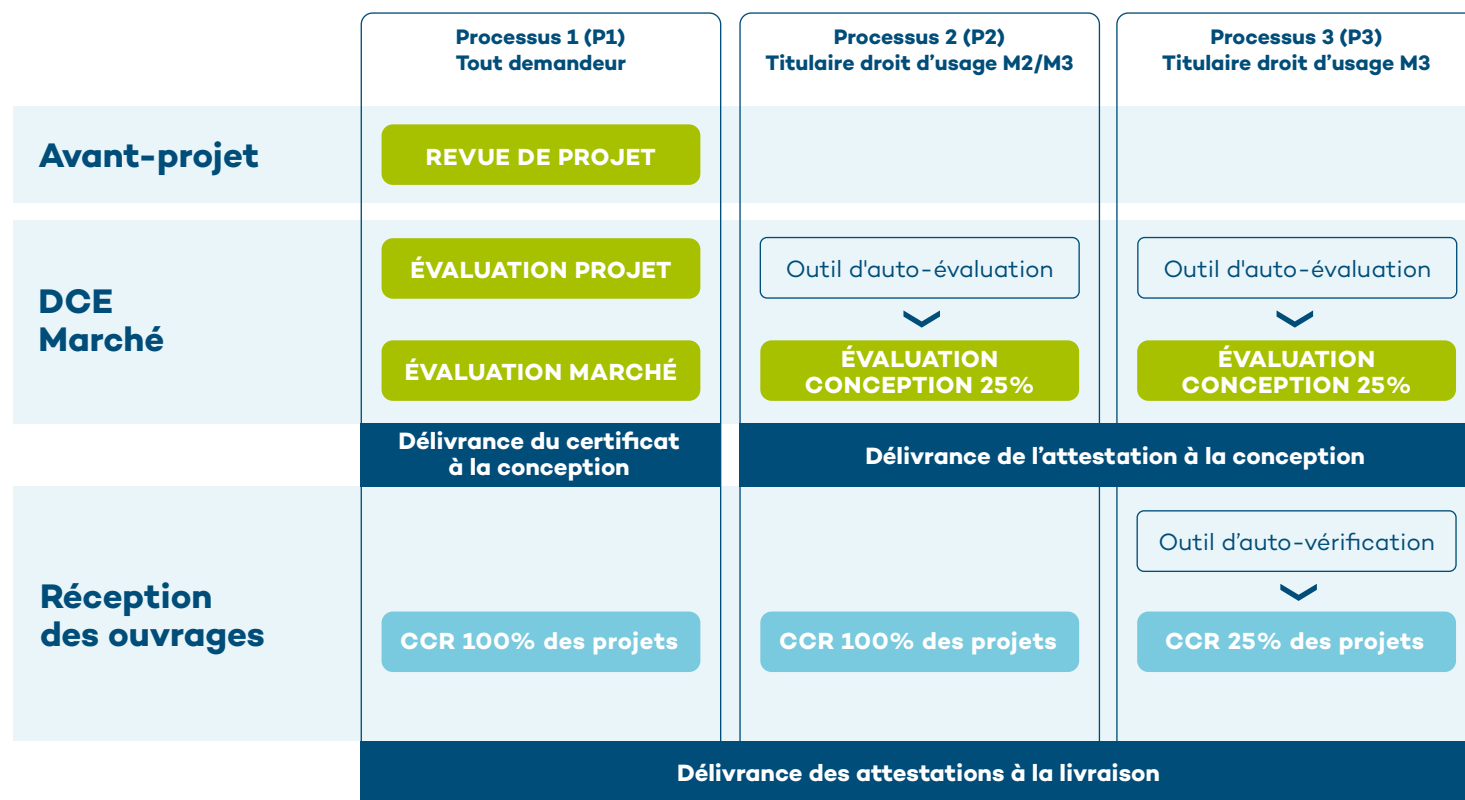 Processus 1 (P1)
Tout demandeur
Processus 2 (P2)
Titulaire droit d'usage M2/M3
Processus 3 (P3)
Titulaire droit d'usage M3
Avant-projet
REVUE DE PROJET
DCE
Marché
ÉVALUATION PROJET
Outil d'auto-évaluation
Outil d'auto-évaluation
ÉVALUATION MARCHÉ
ÉVALUATION
CONCEPTION 25%
ÉVALUATION
CONCEPTION 25%
Délivrance du certificat
à la conception
Délivrance de l'attestation à la conception
Réception
des ouvrages
Outil d'auto-vérification
CCR 100% des projets
CCR 100% des projets
CCR 25% des projets
Délivrance des attestations à la livraison